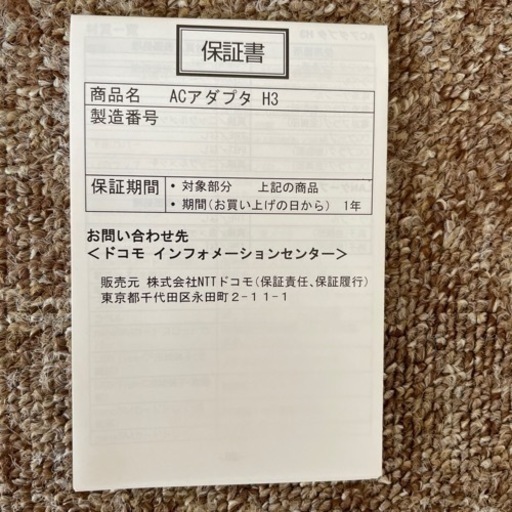 保証書
商品名 ACアダプタ H3
製造番号
保証期間 ・対象部分 上記の商品
・期間(お買い上げの日から) 1年
お問い合わせ先
＜ドコモ インフォメーションセンター＞
販売元 株式会社NTTドコモ(保証責任、保証履行)
東京都千代田区永田町2-11-1